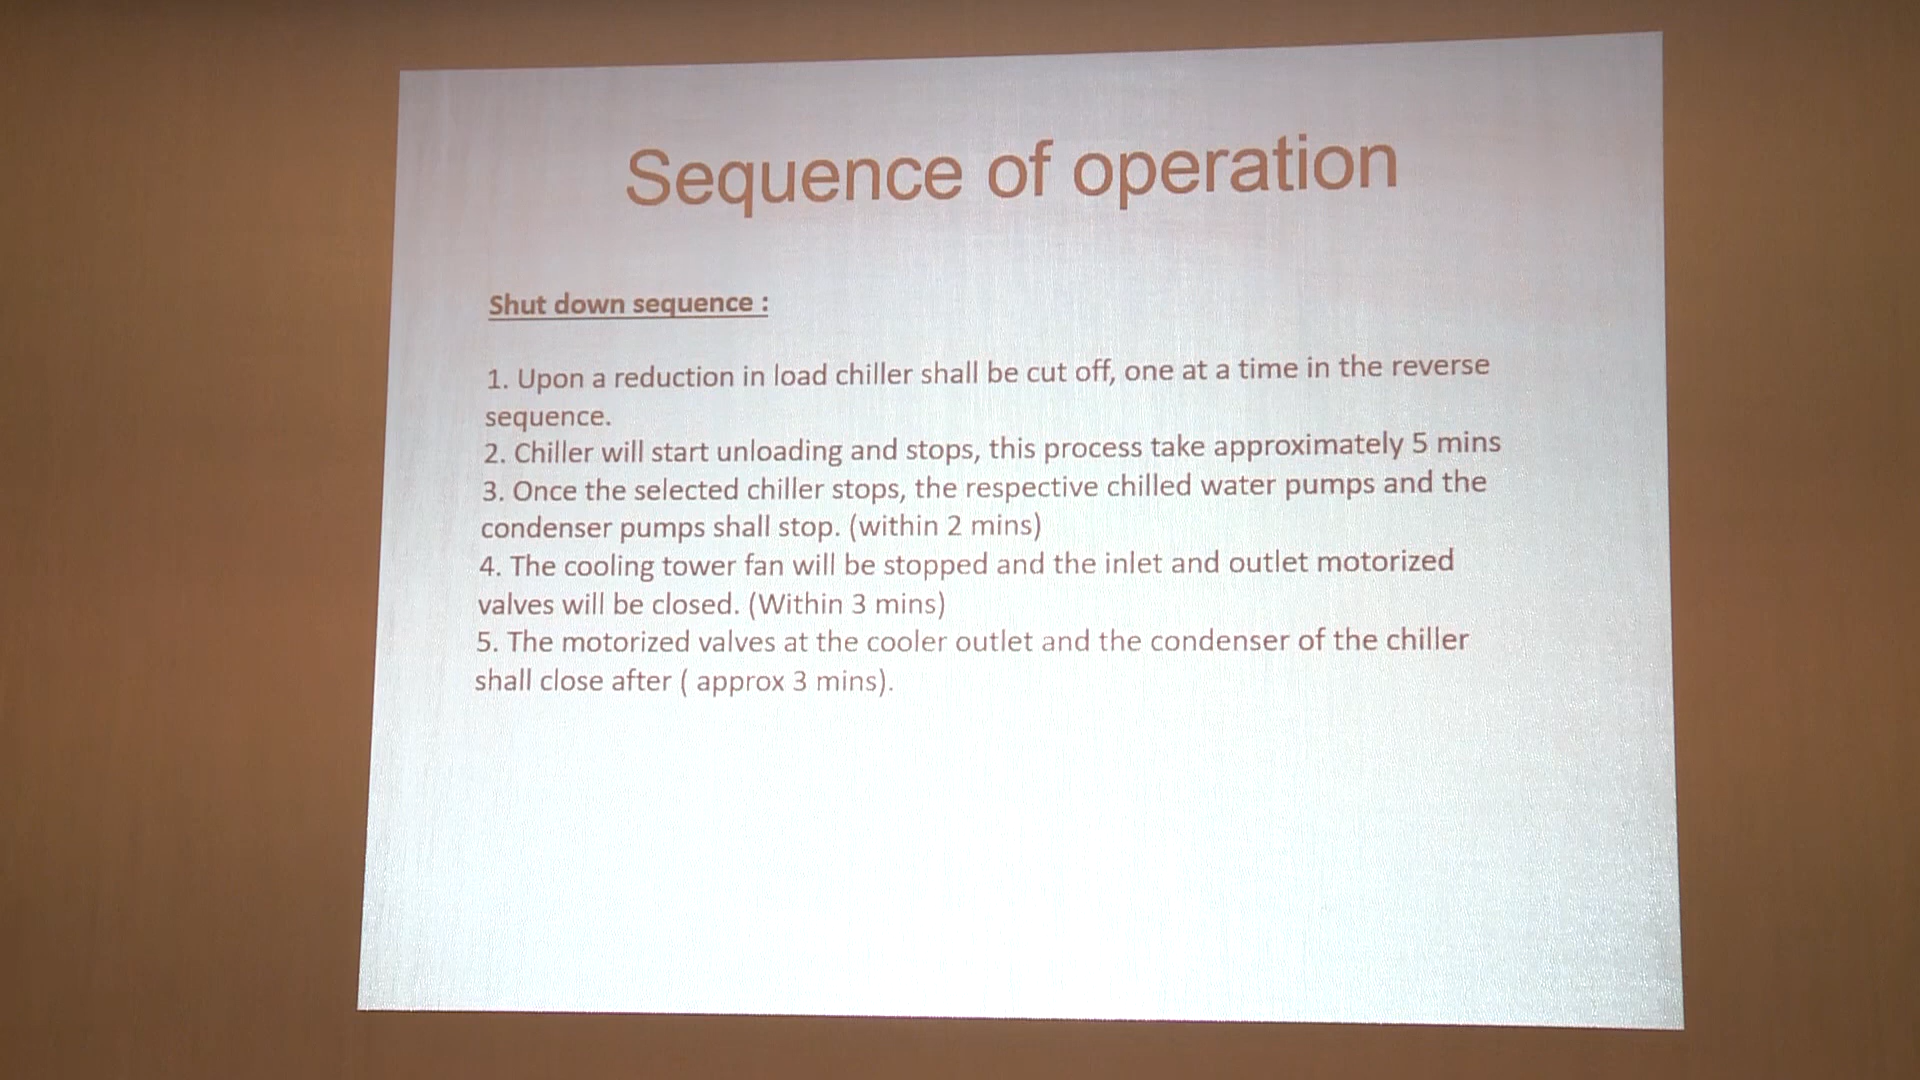 Sequence of operation
Shut down sequence :
1. Upon a reduction in load chiller shall be cut off, one at a time in the reverse
sequence.
2. Chiller will start unloading and stops, this process take approximately 5 mins
3. Once the selected chiller stops, the respective chilled water pumps and the
condenser pumps shall stop. (within 2 mins)
4. The cooling tower fan will be stopped and the inlet and outlet motorized
valves will be closed. (Within 3 mins)
5. The motorized valves at the cooler outlet and the condenser of the chiller
shall close after ( approx 3 mins).